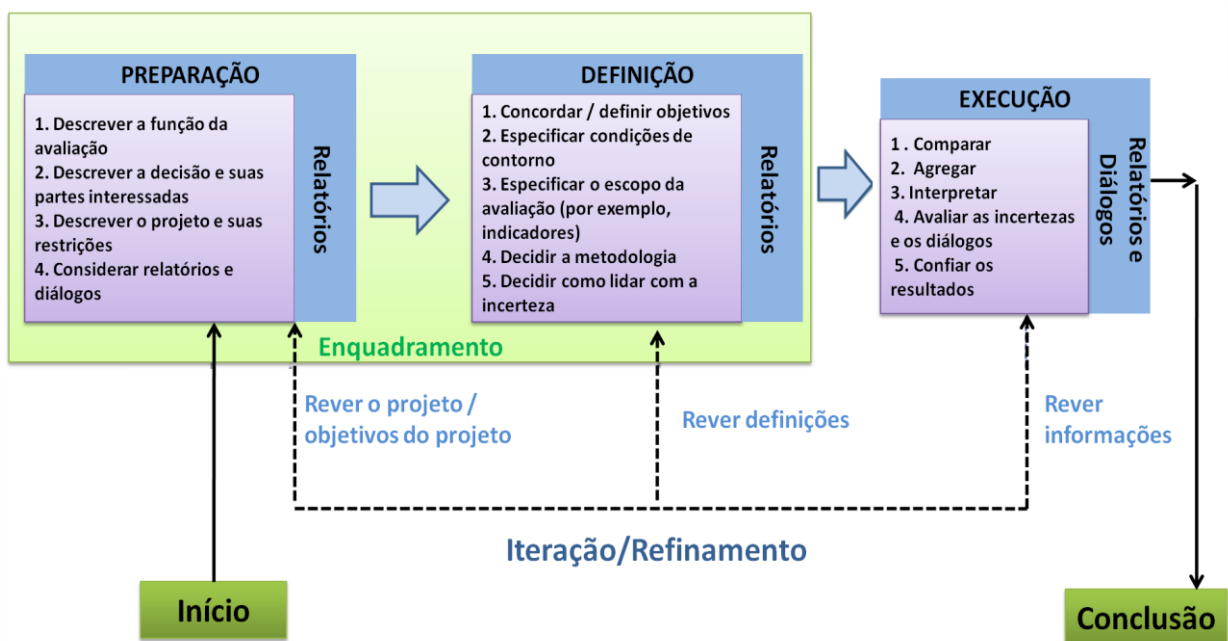 PREPARAÇÃO
1. Descrever a função da
avaliação
2. Descrever a decisão e suas
partes interessadas
3. Descrever o projeto e suas
restrições
4. Considerar relatórios e
diálogos
Relatórios
DEFINIÇÃO
1. Concordar / definir objetivos
2. Especificar condições de
contorno
3. Especificar o escopo da
avaliação (por exemplo,
indicadores)
4. Decidir a metodologia
5. Decidir como lidar com a
incerteza
Relatórios
EXECUÇÃO
1 . Comparar
2. Agregar
3. Interpretar
4. Avaliar as incertezas
e os diálogos
5. Confiar os
resultados
Relatórios e
Diálogos
Enquadramento
Rever o projeto /
objetivos do projeto
Rever definições
Rever
informações
Iteração/Refinamento
Início
Conclusão